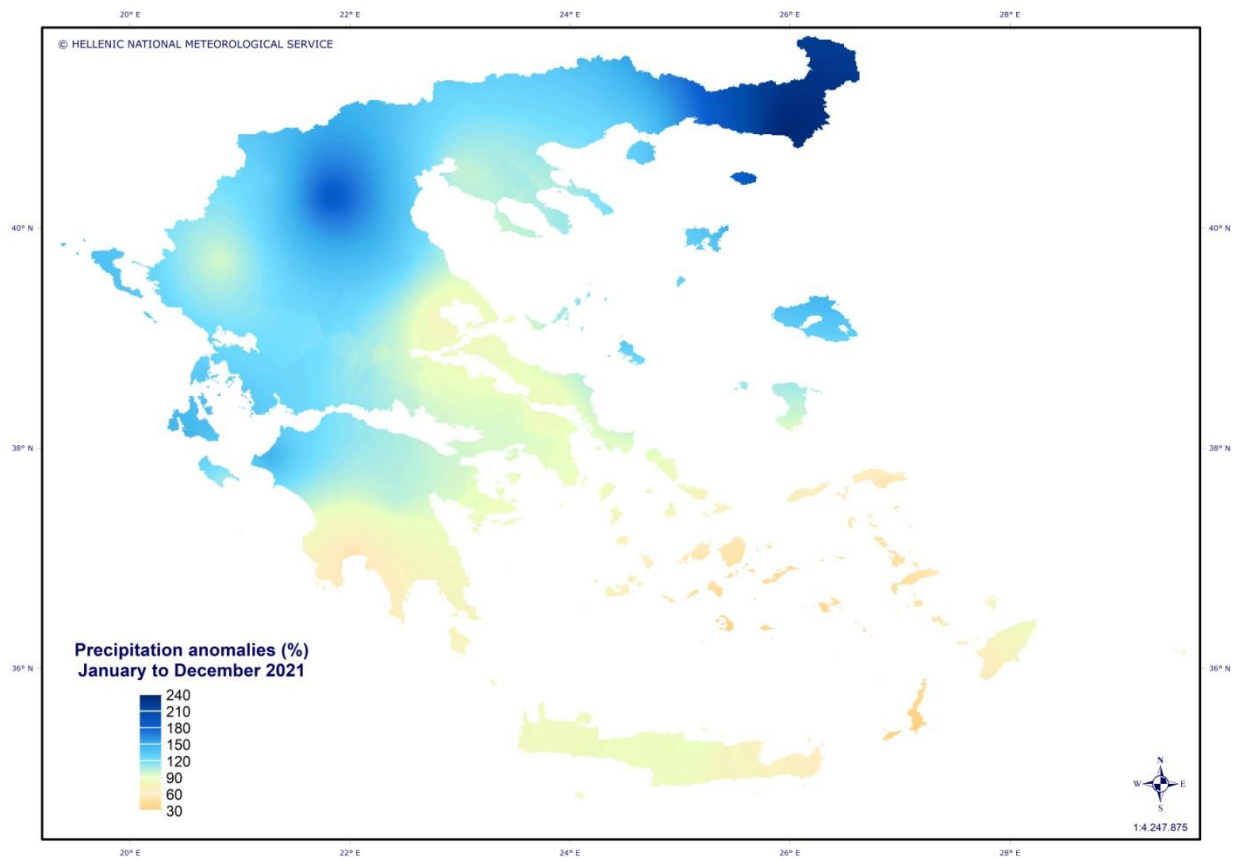 20° E 22° E 24° E 26° E 28° E
© HELLENIC NATIONAL METEOROLOGICAL SERVICE
40° N 40° N
38° N 38° N
36° N 36° N
Precipitation anomalies (%)
January to December 2021
240
210
180
150
120
90
60
30
N
W E
S
1:4.247.875
20° E 22° E 24° E 26° E 28° E